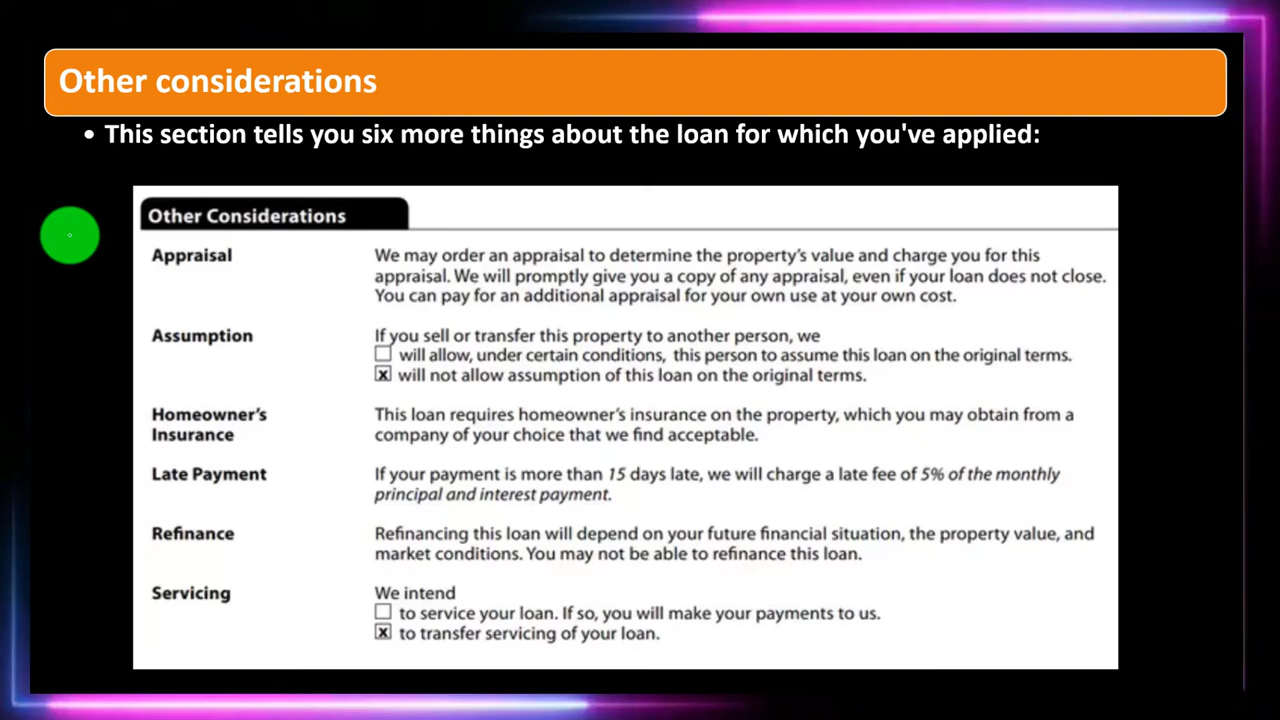 Other considerations
• This section tells you six more things about the loan for which you've applied:
Other Considerations
Appraisal
We may order an appraisal to determine the property's value and charge you for this
appraisal. We will promptly give you a copy of any appraisal, even if your loan does not close.
You can pay for an additional appraisal for your own use at your own cost.
Assumption
If you sell or transfer this property to another person, we
☐ will allow, under certain conditions, this person to assume this loan on the original terms.
☒ will not allow assumption of this loan on the original terms.
Homeowner's
Insurance
This loan requires homeowner's insurance on the property, which you may obtain from a
company of your choice that we find acceptable.
Late Payment
If your payment is more than 15 days late, we will charge a late fee of 5% of the monthly
principal and interest payment.
Refinance
Refinancing this loan will depend on your future financial situation, the property value, and
market conditions. You may not be able to refinance this loan.
Servicing
We intend
☐ to service your loan. If so, you will make your payments to us.
☒ to transfer servicing of your loan.